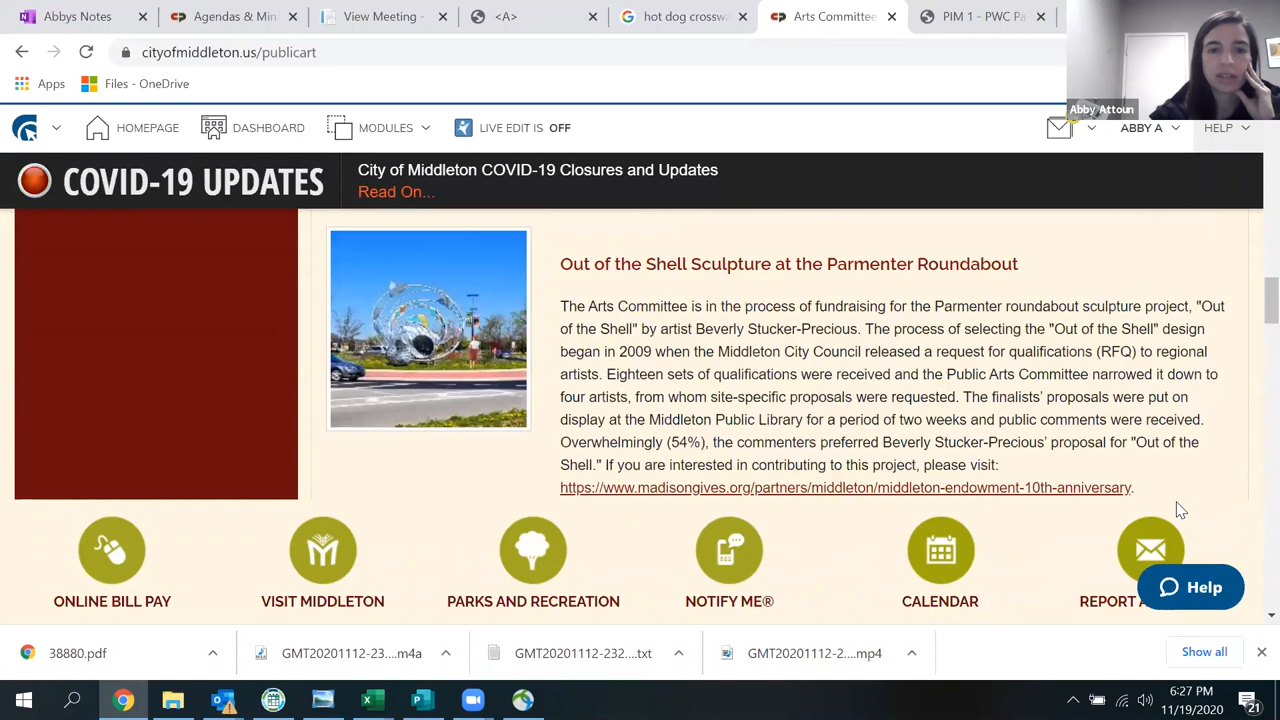 Abbys Notes
Agendas & Min
View Meeting -
<A>
hot dog crossw
Arts Committee
PIM 1 - PWC Pa
cityofmiddleton.us/publicart
Apps
Files - OneDrive
Abby Attoun
HOMEPAGE
DASHBOARD
MODULES
LIVE EDIT IS OFF
ABBY A
HELP
COVID-19 UPDATES
City of Middleton COVID-19 Closures and Updates
Read On...
Out of the Shell Sculpture at the Parmenter Roundabout
The Arts Committee is in the process of fundraising for the Parmenter roundabout sculpture project, "Out
of the Shell" by artist Beverly Stucker-Precious. The process of selecting the "Out of the Shell" design
began in 2009 when the Middleton City Council released a request for qualifications (RFQ) to regional
artists. Eighteen sets of qualifications were received and the Public Arts Committee narrowed it down to
four artists, from whom site-specific proposals were requested. The finalists' proposals were put on
display at the Middleton Public Library for a period of two weeks and public comments were received.
Overwhelmingly (54%), the commenters preferred Beverly Stucker-Precious' proposal for "Out of the
Shell." If you are interested in contributing to this project, please visit:
https://www.madisongives.org/partners/middleton/middleton-endowment-10th-anniversary.
ONLINE BILL PAY
VISIT MIDDLETON
PARKS AND RECREATION
NOTIFY ME®
CALENDAR
REPORT A
Help
38880.pdf
GMT20201112-23....m4a
GMT20201112-232....txt
GMT20201112-2....mp4
Show all
6:27 PM
11/19/2020
21